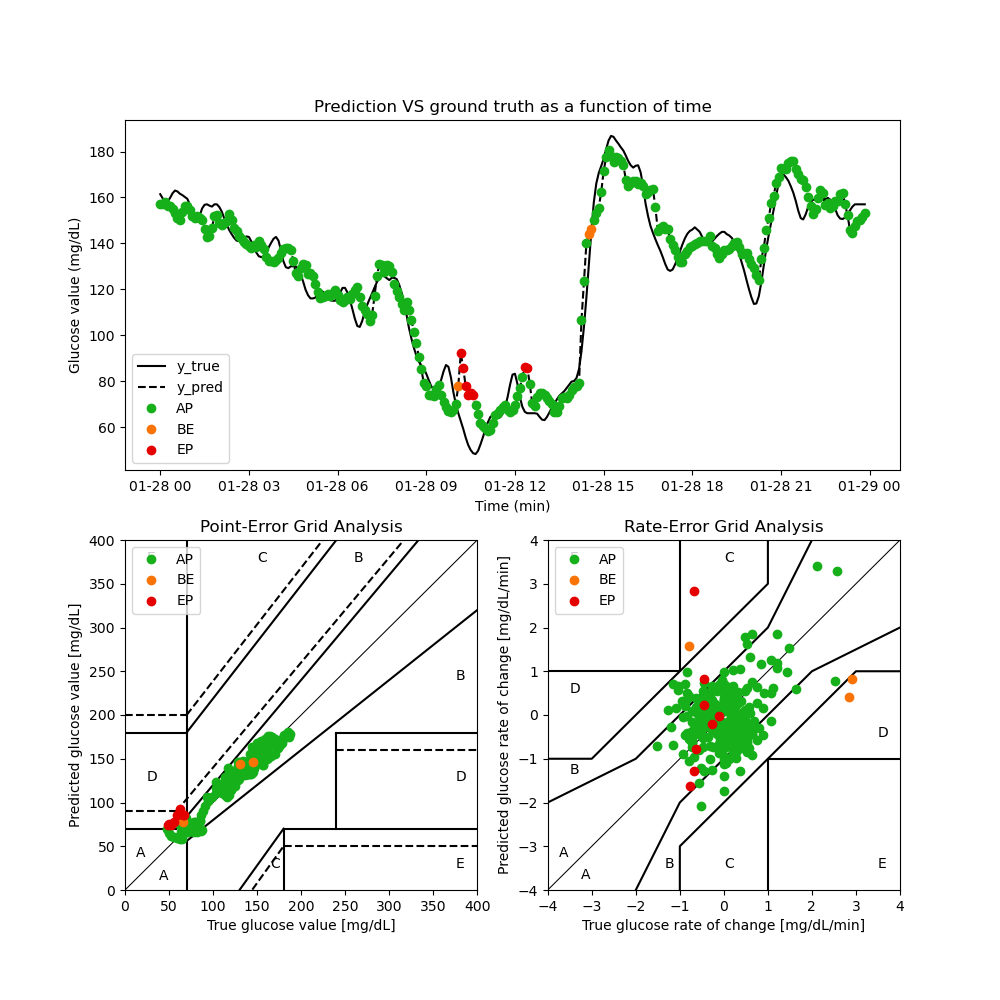 Prediction VS ground truth as a function of time
Glucose value (mg/dL)
180
160
140
120
100
80
60
y_true
y_pred
AP
BE
EP
01-28 00 01-28 03 01-28 06 01-28 09 01-28 12 01-28 15 01-28 18 01-28 21 01-29 00
Time (min)
Point-Error Grid Analysis
Predicted glucose value [mg/dL]
400
350
300
250
200
150
100
50
0
AP
BE
EP
C B
B
D D
A
A C E
0 50 100 150 200 250 300 350 400
True glucose value [mg/dL]
Rate-Error Grid Analysis
Predicted glucose rate of change [mg/dL/min]
4
3
2
1
0
−1
−2
−3
−4
AP
BE
EP
C
D
D
B
A
A B C E
−4 −3 −2 −1 0 1 2 3 4
True glucose rate of change [mg/dL/min]